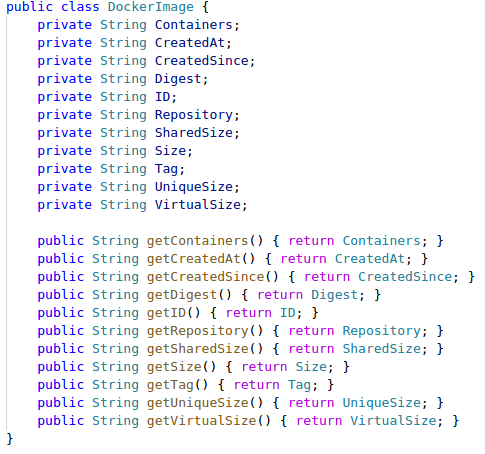 public class DockerImage {
    private String Containers;
    private String CreatedAt;
    private String CreatedSince;
    private String Digest;
    private String ID;
    private String Repository;
    private String SharedSize;
    private String Size;
    private String Tag;
    private String UniqueSize;
    private String VirtualSize;

    public String getContainers() { return Containers; }
    public String getCreatedAt() { return CreatedAt; }
    public String getCreatedSince() { return CreatedSince; }
    public String getDigest() { return Digest; }
    public String getID() { return ID; }
    public String getRepository() { return Repository; }
    public String getSharedSize() { return SharedSize; }
    public String getSize() { return Size; }
    public String getTag() { return Tag; }
    public String getUniqueSize() { return UniqueSize; }
    public String getVirtualSize() { return VirtualSize; }
}